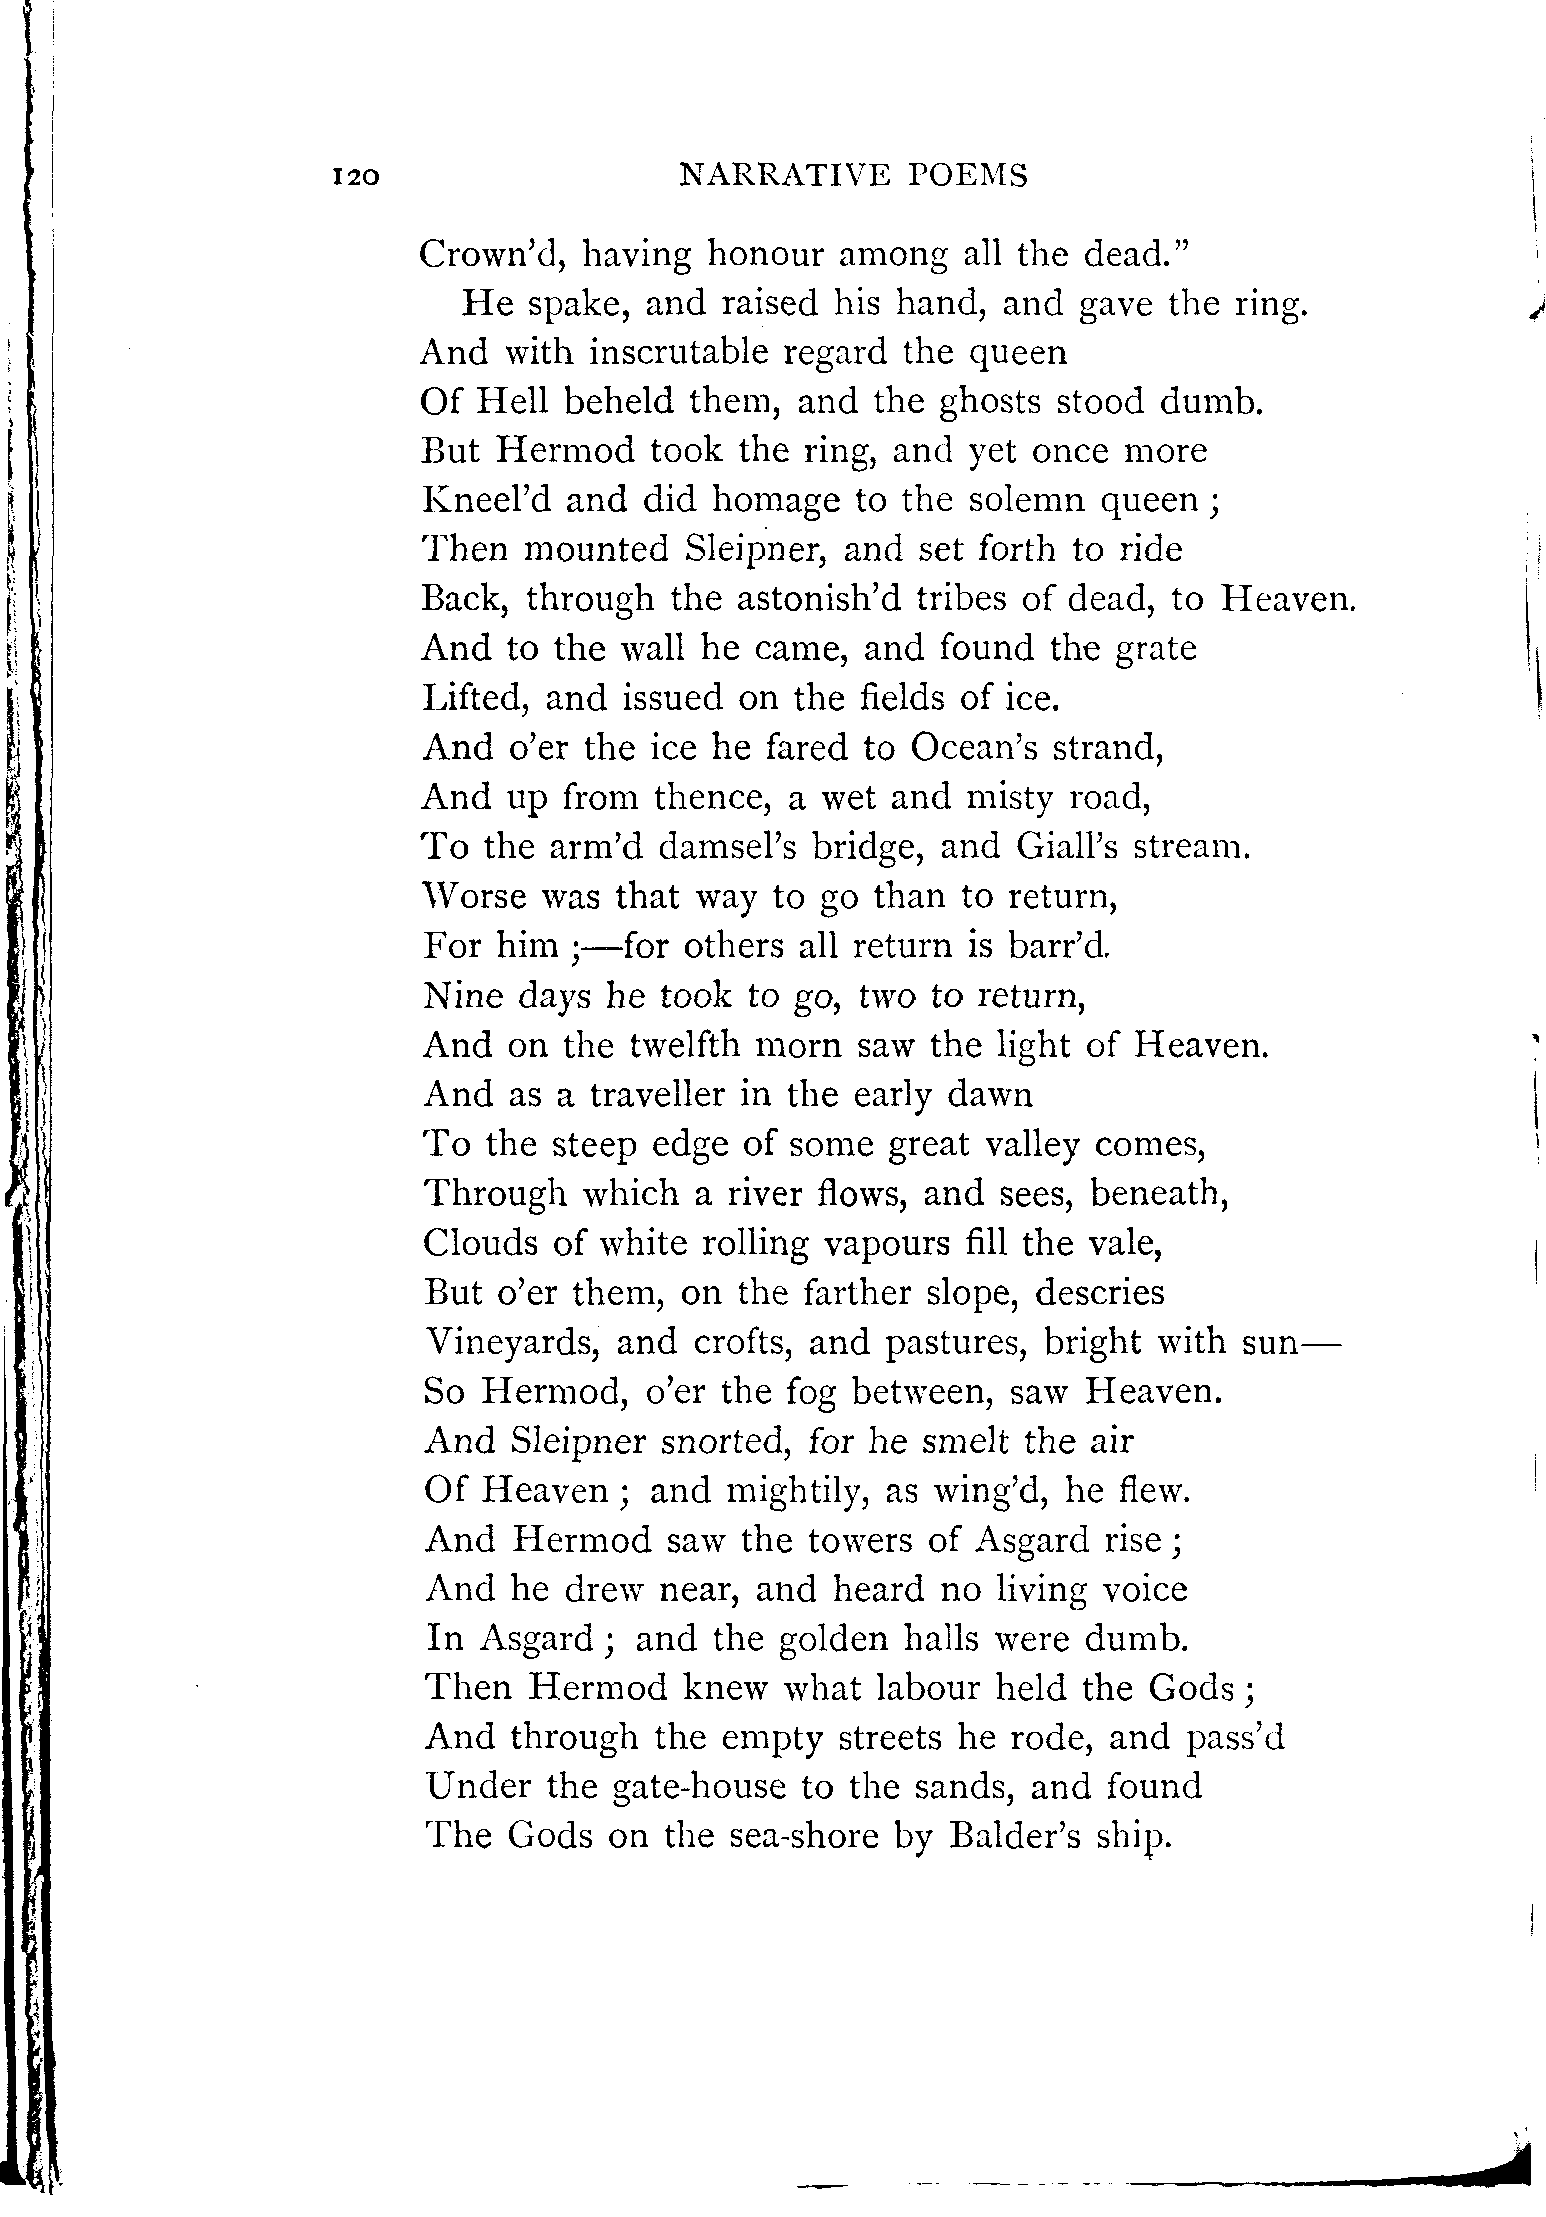 120 NARRATIVE POEMS
Crown’d, having honour among all the dead.”
He spake, and raised his hand, and gave the ring.
And with inscrutable regard the queen
Of Hell beheld them, and the ghosts stood dumb.
But Hermod took the ring, and yet once more
Kneel’d and did homage to the solemn queen ;
Then mounted Sleipner, and set forth to ride
Back, through the astonish’d tribes of dead, to Heaven.
And to the wall he came, and found the grate
Lifted, and issued on the fields of ice.
And o’er the ice he fared to Ocean’s strand,
And up from thence, a wet and misty road,
To the arm’d damsel’s bridge, and Giall’s stream.
Worse was that way to go than to return,
For him ;—for others all return is barr’d.
Nine days he took to go, two to return,
And on the twelfth morn saw the light of Heaven.
And as a traveller in the early dawn
To the steep edge of some great valley comes,
Through which a river flows, and sees, beneath,
Clouds of white rolling vapours fill the vale,
But o’er them, on the farther slope, descries
Vineyards, and crofts, and pastures, bright with sun—
So Hermod, o’er the fog between, saw Heaven.
And Sleipner snorted, for he smelt the air
Of Heaven ; and mightily, as wing’d, he flew.
And Hermod saw the towers of Asgard rise ;
And he drew near, and heard no living voice
In Asgard ; and the golden halls were dumb.
Then Hermod knew what labour held the Gods ;
And through the empty streets he rode, and pass’d
Under the gate-house to the sands, and found
The Gods on the sea-shore by Balder’s ship.